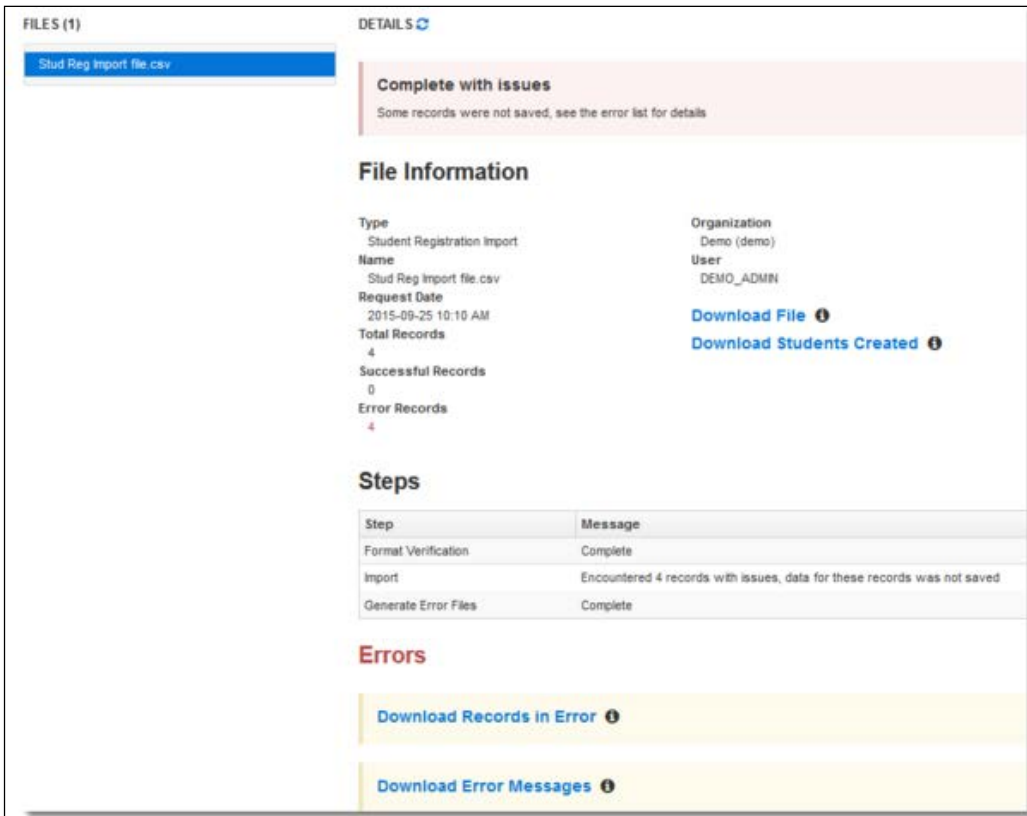 FILES (1)
Stud Reg Import file.csv
DETAILS
Complete with issues
Some records were not saved, see the error list for details
File Information
Type
Student Registration Import
Name
Stud Reg Import file.csv
Request Date
2015-09-25 10:10 AM
Total Records
4
Successful Records
0
Error Records
4
Organization
Demo (demo)
User
DEMO_ADMIN
Download File
Download Students Created
Steps
Step Message
Format Verification Complete
Import Encountered 4 records with issues, data for these records was not saved
Generate Error Files Complete
Errors
Download Records in Error
Download Error Messages